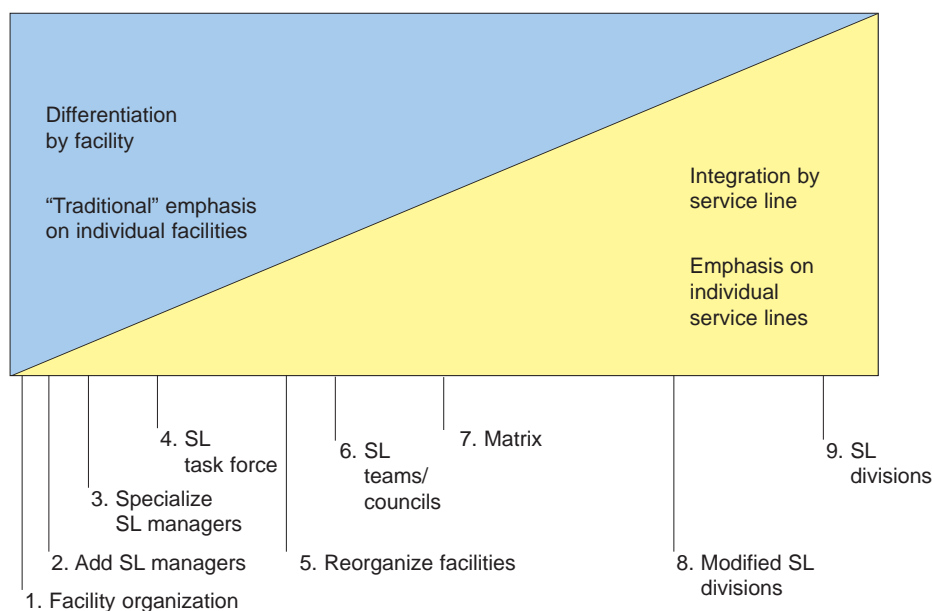 Differentiation
by facility
“Traditional” emphasis
on individual facilities
Integration by
service line
Emphasis on
individual
service lines
1. Facility organization
2. Add SL managers
3. Specialize
SL managers
4. SL
task force
5. Reorganize facilities
6. SL
teams/
councils
7. Matrix
8. Modified SL
divisions
9. SL
divisions